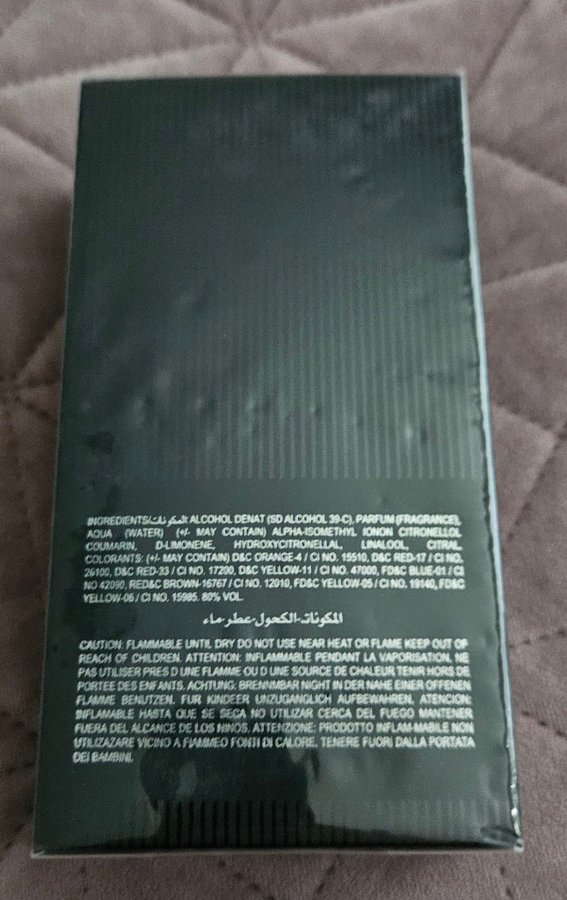 INGREDIENTS/المكونات: ALCOHOL DENAT (SD ALCOHOL 39-C), PARFUM (FRAGRANCE),
AQUA (WATER) (+/- MAY CONTAIN) ALPHA-ISOMETHYL IONON CITRONELLOL
COUMARIN, D-LIMONENE, HYDROXYCITRONELLAL, LINALOOL, CITRAL
COLORANTS: (+/- MAY CONTAIN) D&C ORANGE-4 / CI NO. 15510, D&C RED-17 / CI NO.
26100, D&C RED-33 / CI NO. 17200, D&C YELLOW-11 / CI NO. 47000, FD&C BLUE-01 / CI
NO 42090, RED&C BROWN-16767 / CI NO. 12010, FD&C YELLOW-05 / CI NO. 19140, FD&C
YELLOW-06 / CI NO. 15985. 80% VOL.
المكونات-الكحول-عطر-ماء
CAUTION: FLAMMABLE UNTIL DRY DO NOT USE NEAR HEAT OR FLAME KEEP OUT OF
REACH OF CHILDREN. ATTENTION: INFLAMMABLE PENDANT LA VAPORISATION. NE
PAS UTILISER PRES D UNE FLAMME OU D UNE SOURCE DE CHALEUR TENIR HORS DE
PORTEE DES ENFANTS. ACHTUNG: BRENNMBAR NIGHT IN DER NAHE EINER OFFENEN
FLAMME BENUTZEN. FUR KINDEER UNZUGANGLICH AUFBEWAHREN. ATENCION:
INFLAMABLE HASTA QUE SE SECA NO UTILIZAR CERCA DEL FUEGO MANTENER
FUERA DEL ALCANCE DE LOS NINOS. ATTENZIONE: PRODOTTO INFLAM-MABILE NON
UTILIZAZARE VICINO A FIAMMEO FONTI DI CALORE. TENERE FUORI DALLA PORTATA
DEI BAMBINI.